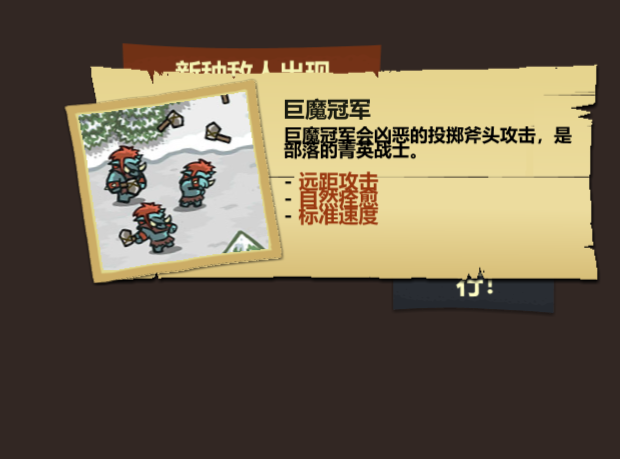 新种敌人出现
巨魔冠军
巨魔冠军会凶恶的投掷斧头攻击，是
部落的菁英战士。
- 远距攻击
- 自然痊愈
- 标准速度
行！